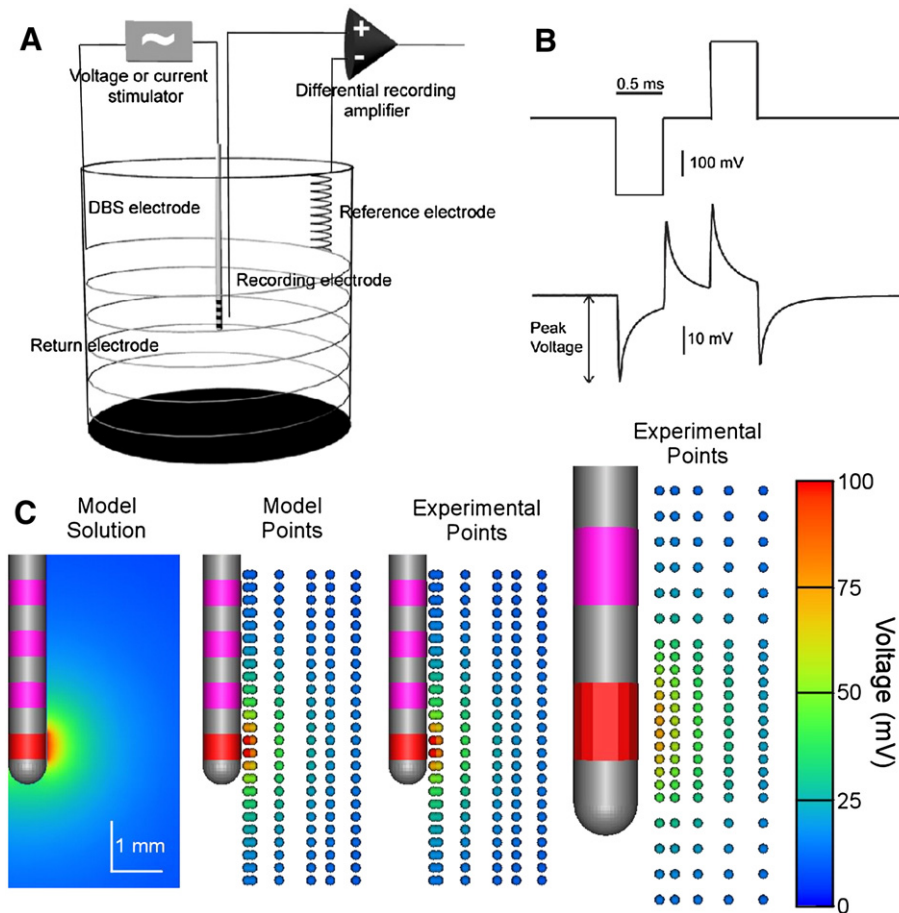 A
Voltage or current
stimulator
+
-
Differential recording
amplifier
DBS electrode
Reference electrode
Recording electrode
Return electrode
B
0.5 ms
100 mV
Peak
Voltage
10 mV
C
Model
Solution
1 mm
Model
Points
Experimental
Points
Experimental
Points
100
75
50
25
0
Voltage (mV)